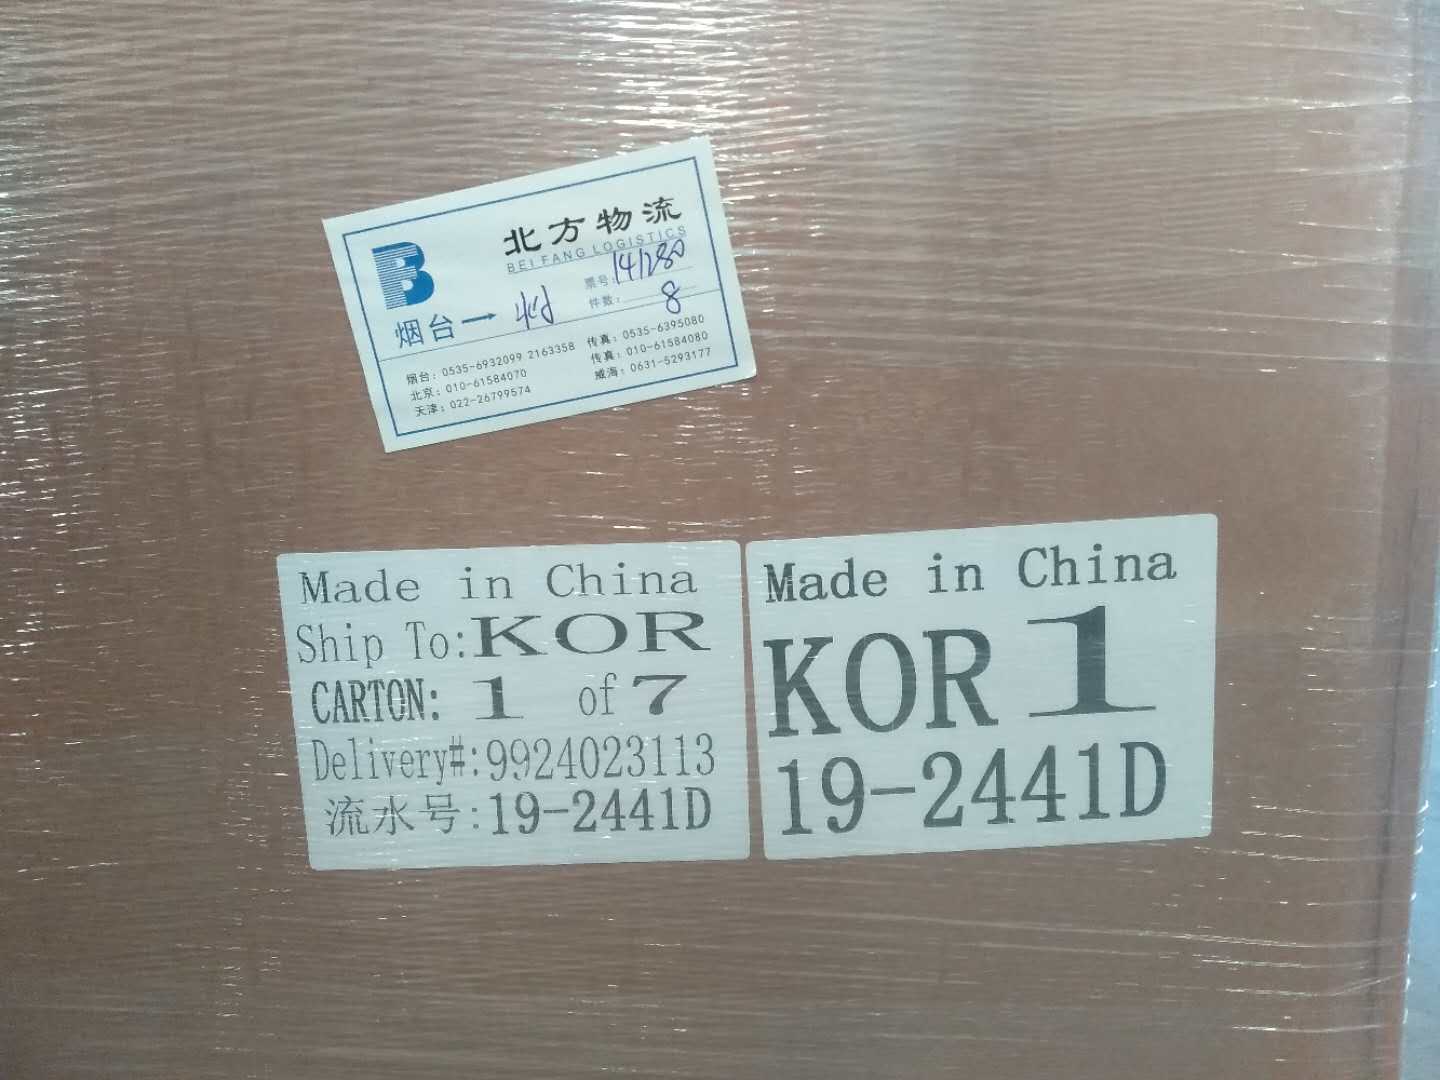 北方物流
BEI FANG LOGISTICS
B
票号: 141280
烟台→
件数: 8
烟台: 0535-6932099 2163358 传真: 0535-6395080
北京: 010-61584070 传真: 010-61584080
天津: 022-26799574 威海: 0631-5293177
Made in China
Ship To:KOR
CARTON: 1 of 7
Delivery#:9924023113
流水号:19-2441D
Made in China
KOR 1
19-2441D